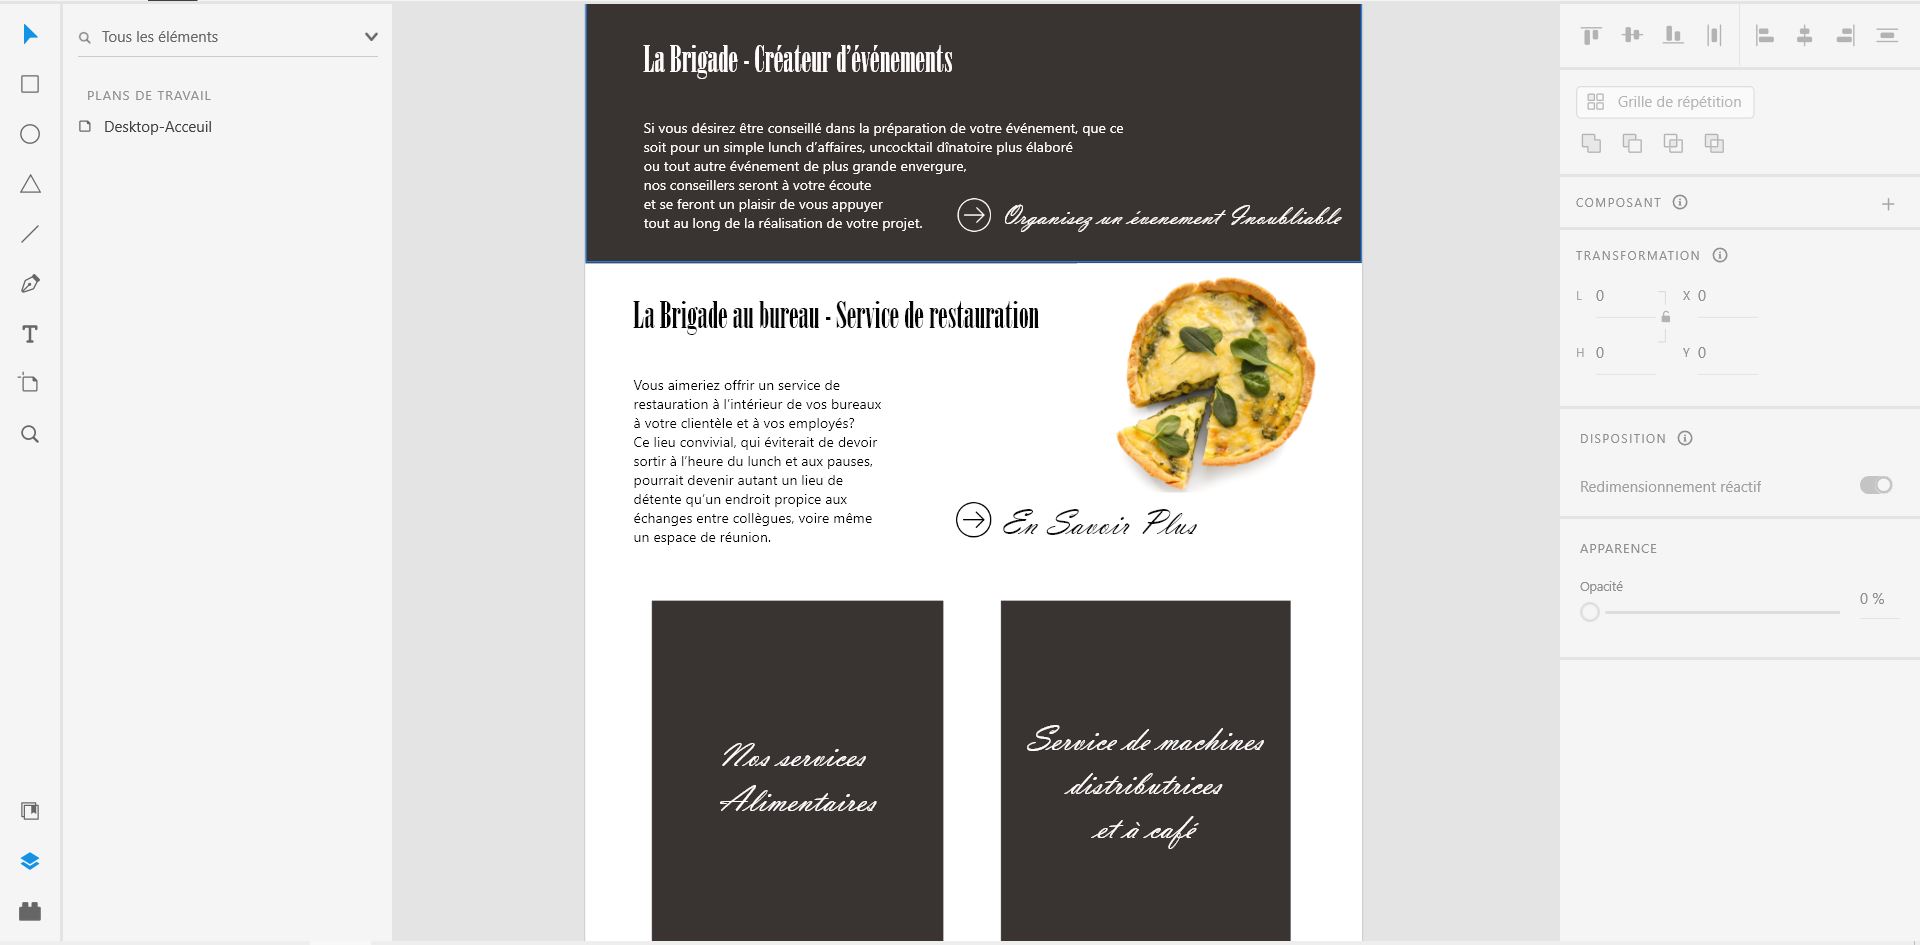 Tous les éléments
PLANS DE TRAVAIL
Desktop-Acceuil
La Brigade - Créateur d'événements
Si vous désirez être conseillé dans la préparation de votre événement, que ce
soit pour un simple lunch d'affaires, uncocktail dînatoire plus élaboré
ou tout autre événement de plus grande envergure,
nos conseillers seront à votre écoute
et se feront un plaisir de vous appuyer
tout au long de la réalisation de votre projet.
Organisez un évenement Inoubliable
La Brigade au bureau - Service de restauration
Vous aimeriez offrir un service de
restauration à l'intérieur de vos bureaux
à votre clientèle et à vos employés?
Ce lieu convivial, qui éviterait de devoir
sortir à l'heure du lunch et aux pauses,
pourrait devenir autant un lieu de
détente qu'un endroit propice aux
échanges entre collègues, voire même
un espace de réunion.
En Savoir Plus
Nos services
Alimentaires
Service de machines
distributrices
et à café
Grille de répétition
COMPOSANT
TRANSFORMATION
L 0 X 0
H 0 Y 0
DISPOSITION
Redimensionnement réactif
APPARENCE
Opacité
0 %